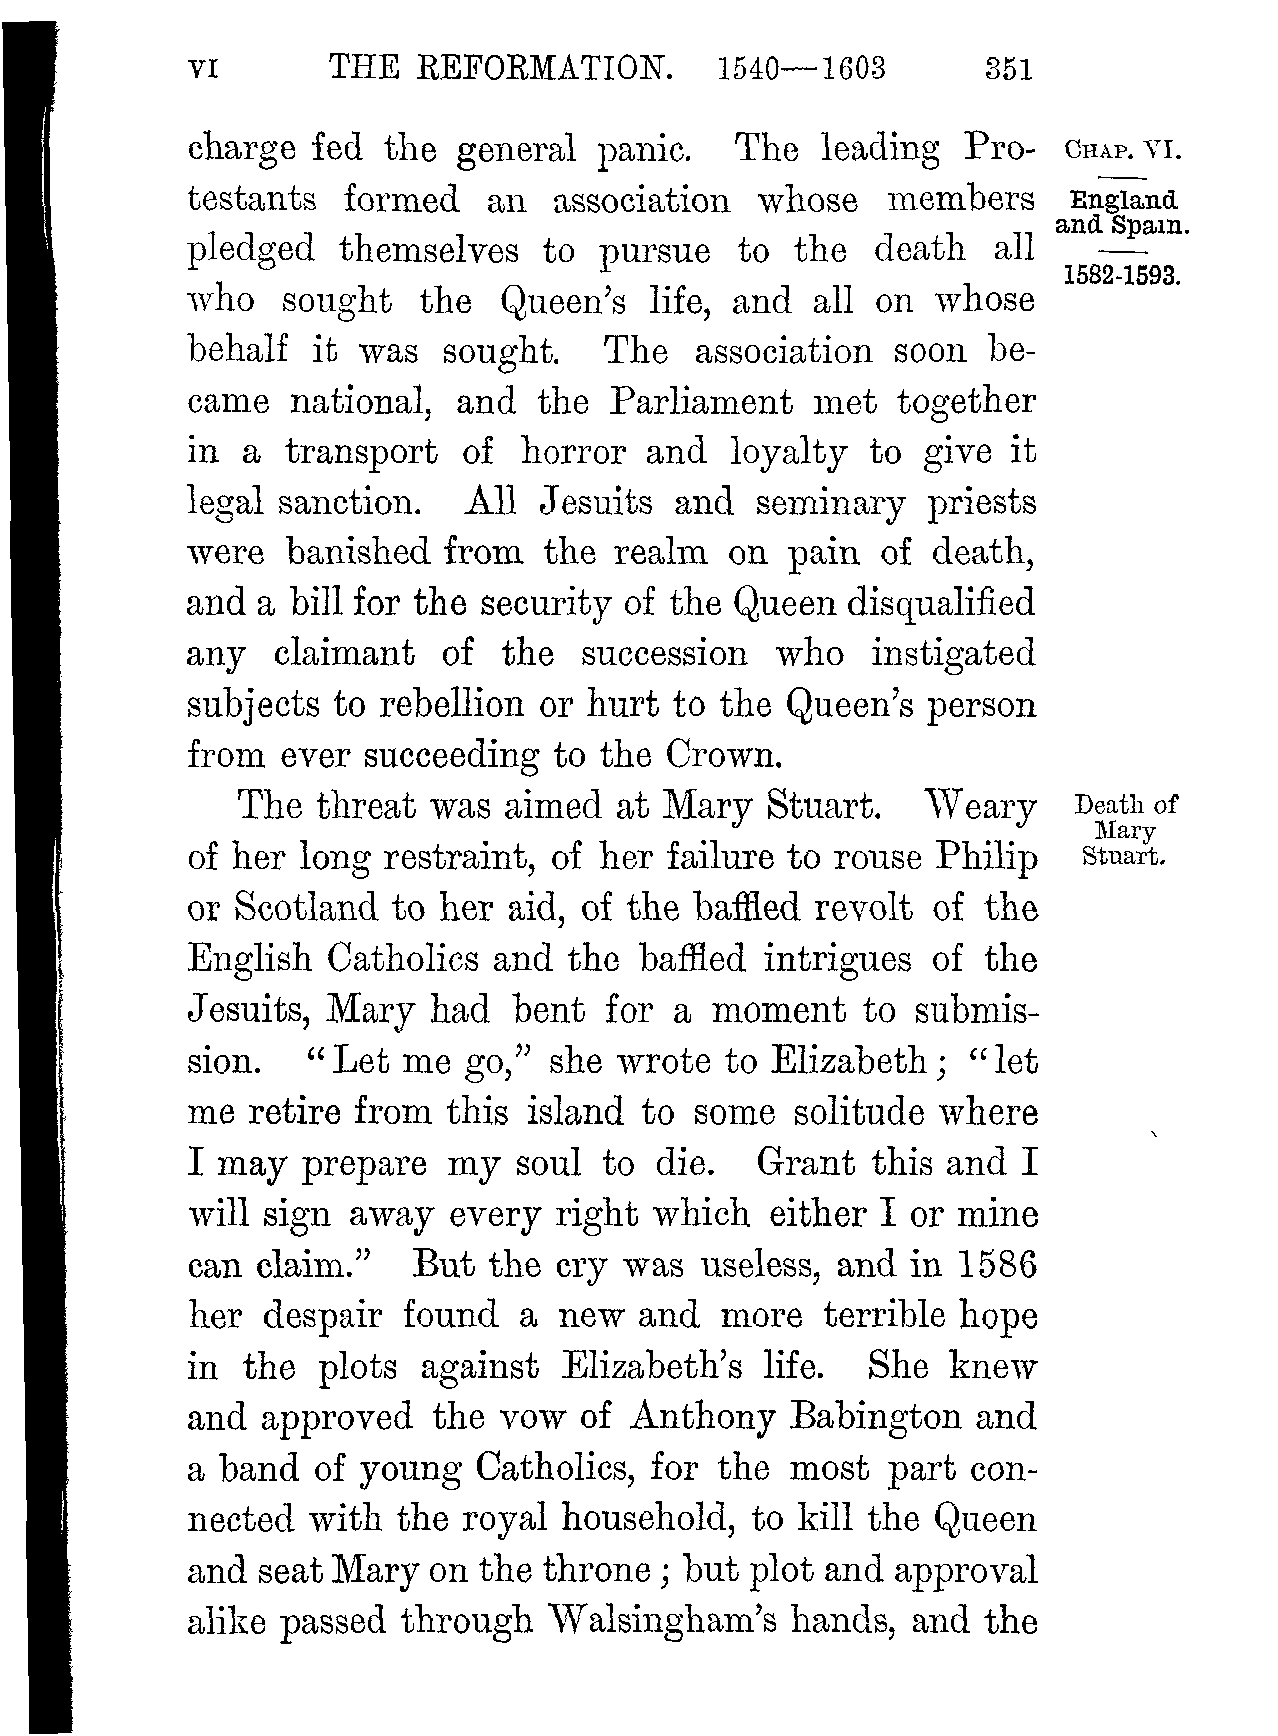 VI THE REFORMATION. 1540—1603 351
charge fed the general panic. The leading Pro-
testants formed an association whose members
pledged themselves to pursue to the death all
who sought the Queen's life, and all on whose
behalf it was sought. The association soon be-
came national, and the Parliament met together
in a transport of horror and loyalty to give it
legal sanction. All Jesuits and seminary priests
were banished from the realm on pain of death,
and a bill for the security of the Queen disqualified
any claimant of the succession who instigated
subjects to rebellion or hurt to the Queen's person
from ever succeeding to the Crown.
CHAP. VI.
England
and Spain.
1582-1593.
The threat was aimed at Mary Stuart. Weary
of her long restraint, of her failure to rouse Philip
or Scotland to her aid, of the baffled revolt of the
English Catholics and the baffled intrigues of the
Jesuits, Mary had bent for a moment to submis-
sion. "Let me go," she wrote to Elizabeth; "let
me retire from this island to some solitude where
I may prepare my soul to die. Grant this and I
will sign away every right which either I or mine
can claim." But the cry was useless, and in 1586
her despair found a new and more terrible hope
in the plots against Elizabeth's life. She knew
and approved the vow of Anthony Babington and
a band of young Catholics, for the most part con-
nected with the royal household, to kill the Queen
and seat Mary on the throne; but plot and approval
alike passed through Walsingham's hands, and the
Death of
Mary
Stuart.